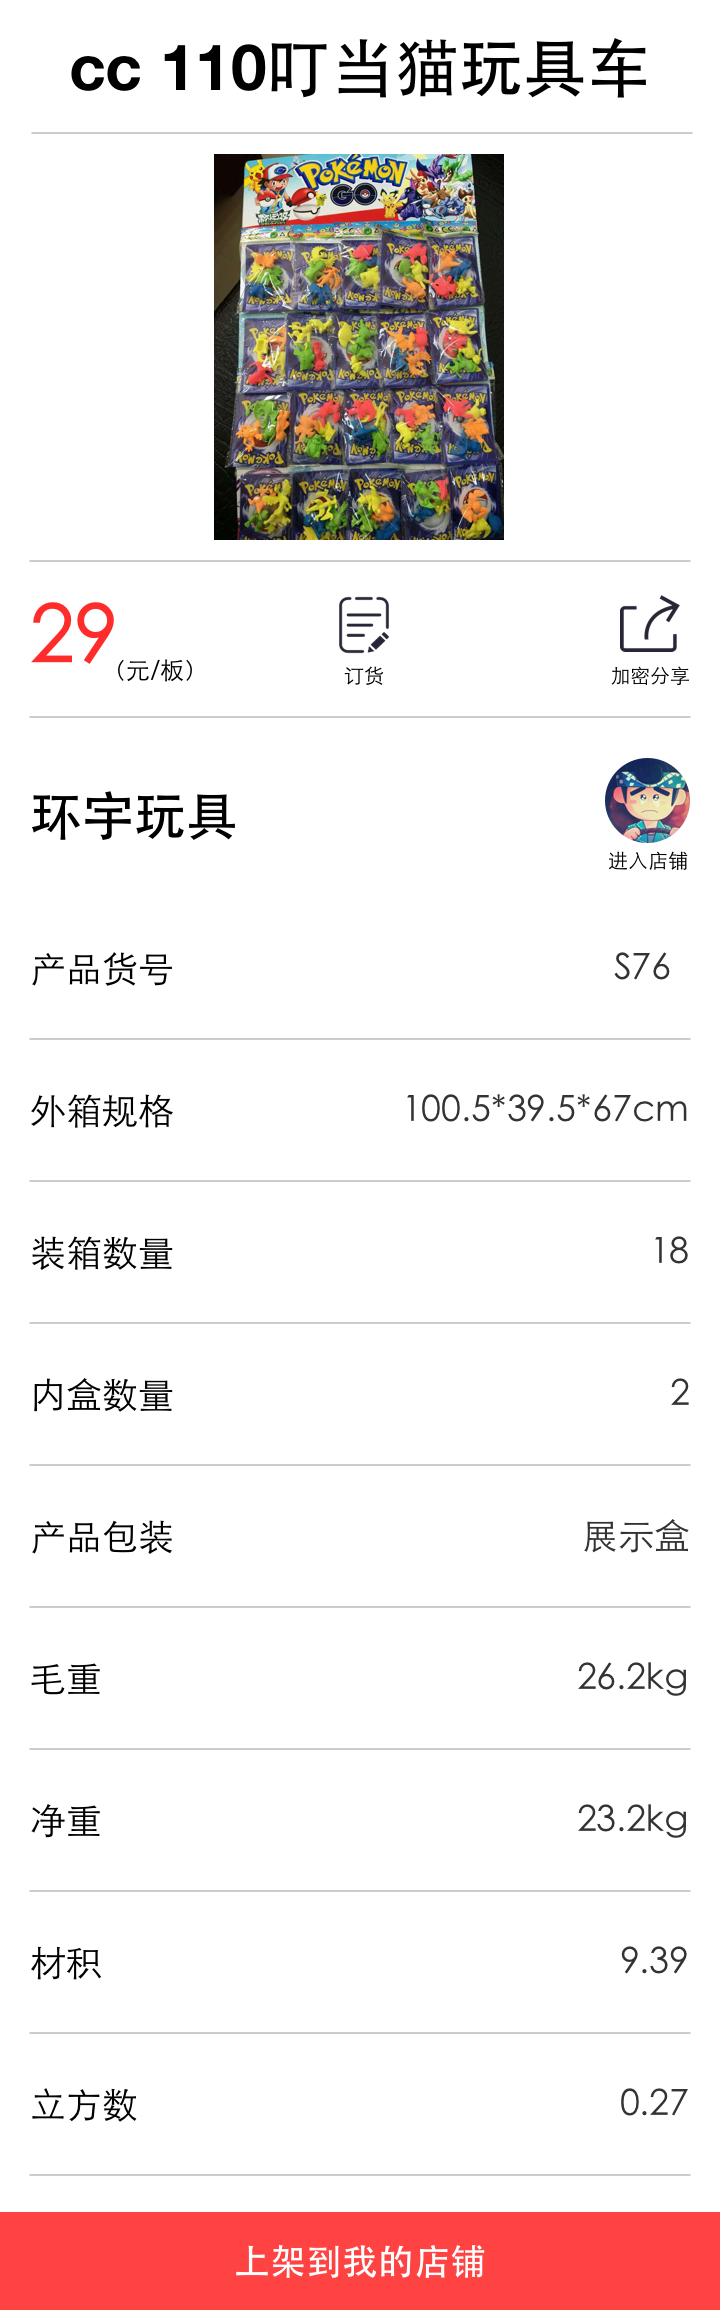 cc 110叮当猫玩具车
POKéMON
GO
29
(元/板)
订货
加密分享
环宇玩具
进入店铺
产品货号
S76
外箱规格
100.5*39.5*67cm
装箱数量
18
内盒数量
2
产品包装
展示盒
毛重
26.2kg
净重
23.2kg
材积
9.39
立方数
0.27
上架到我的店铺